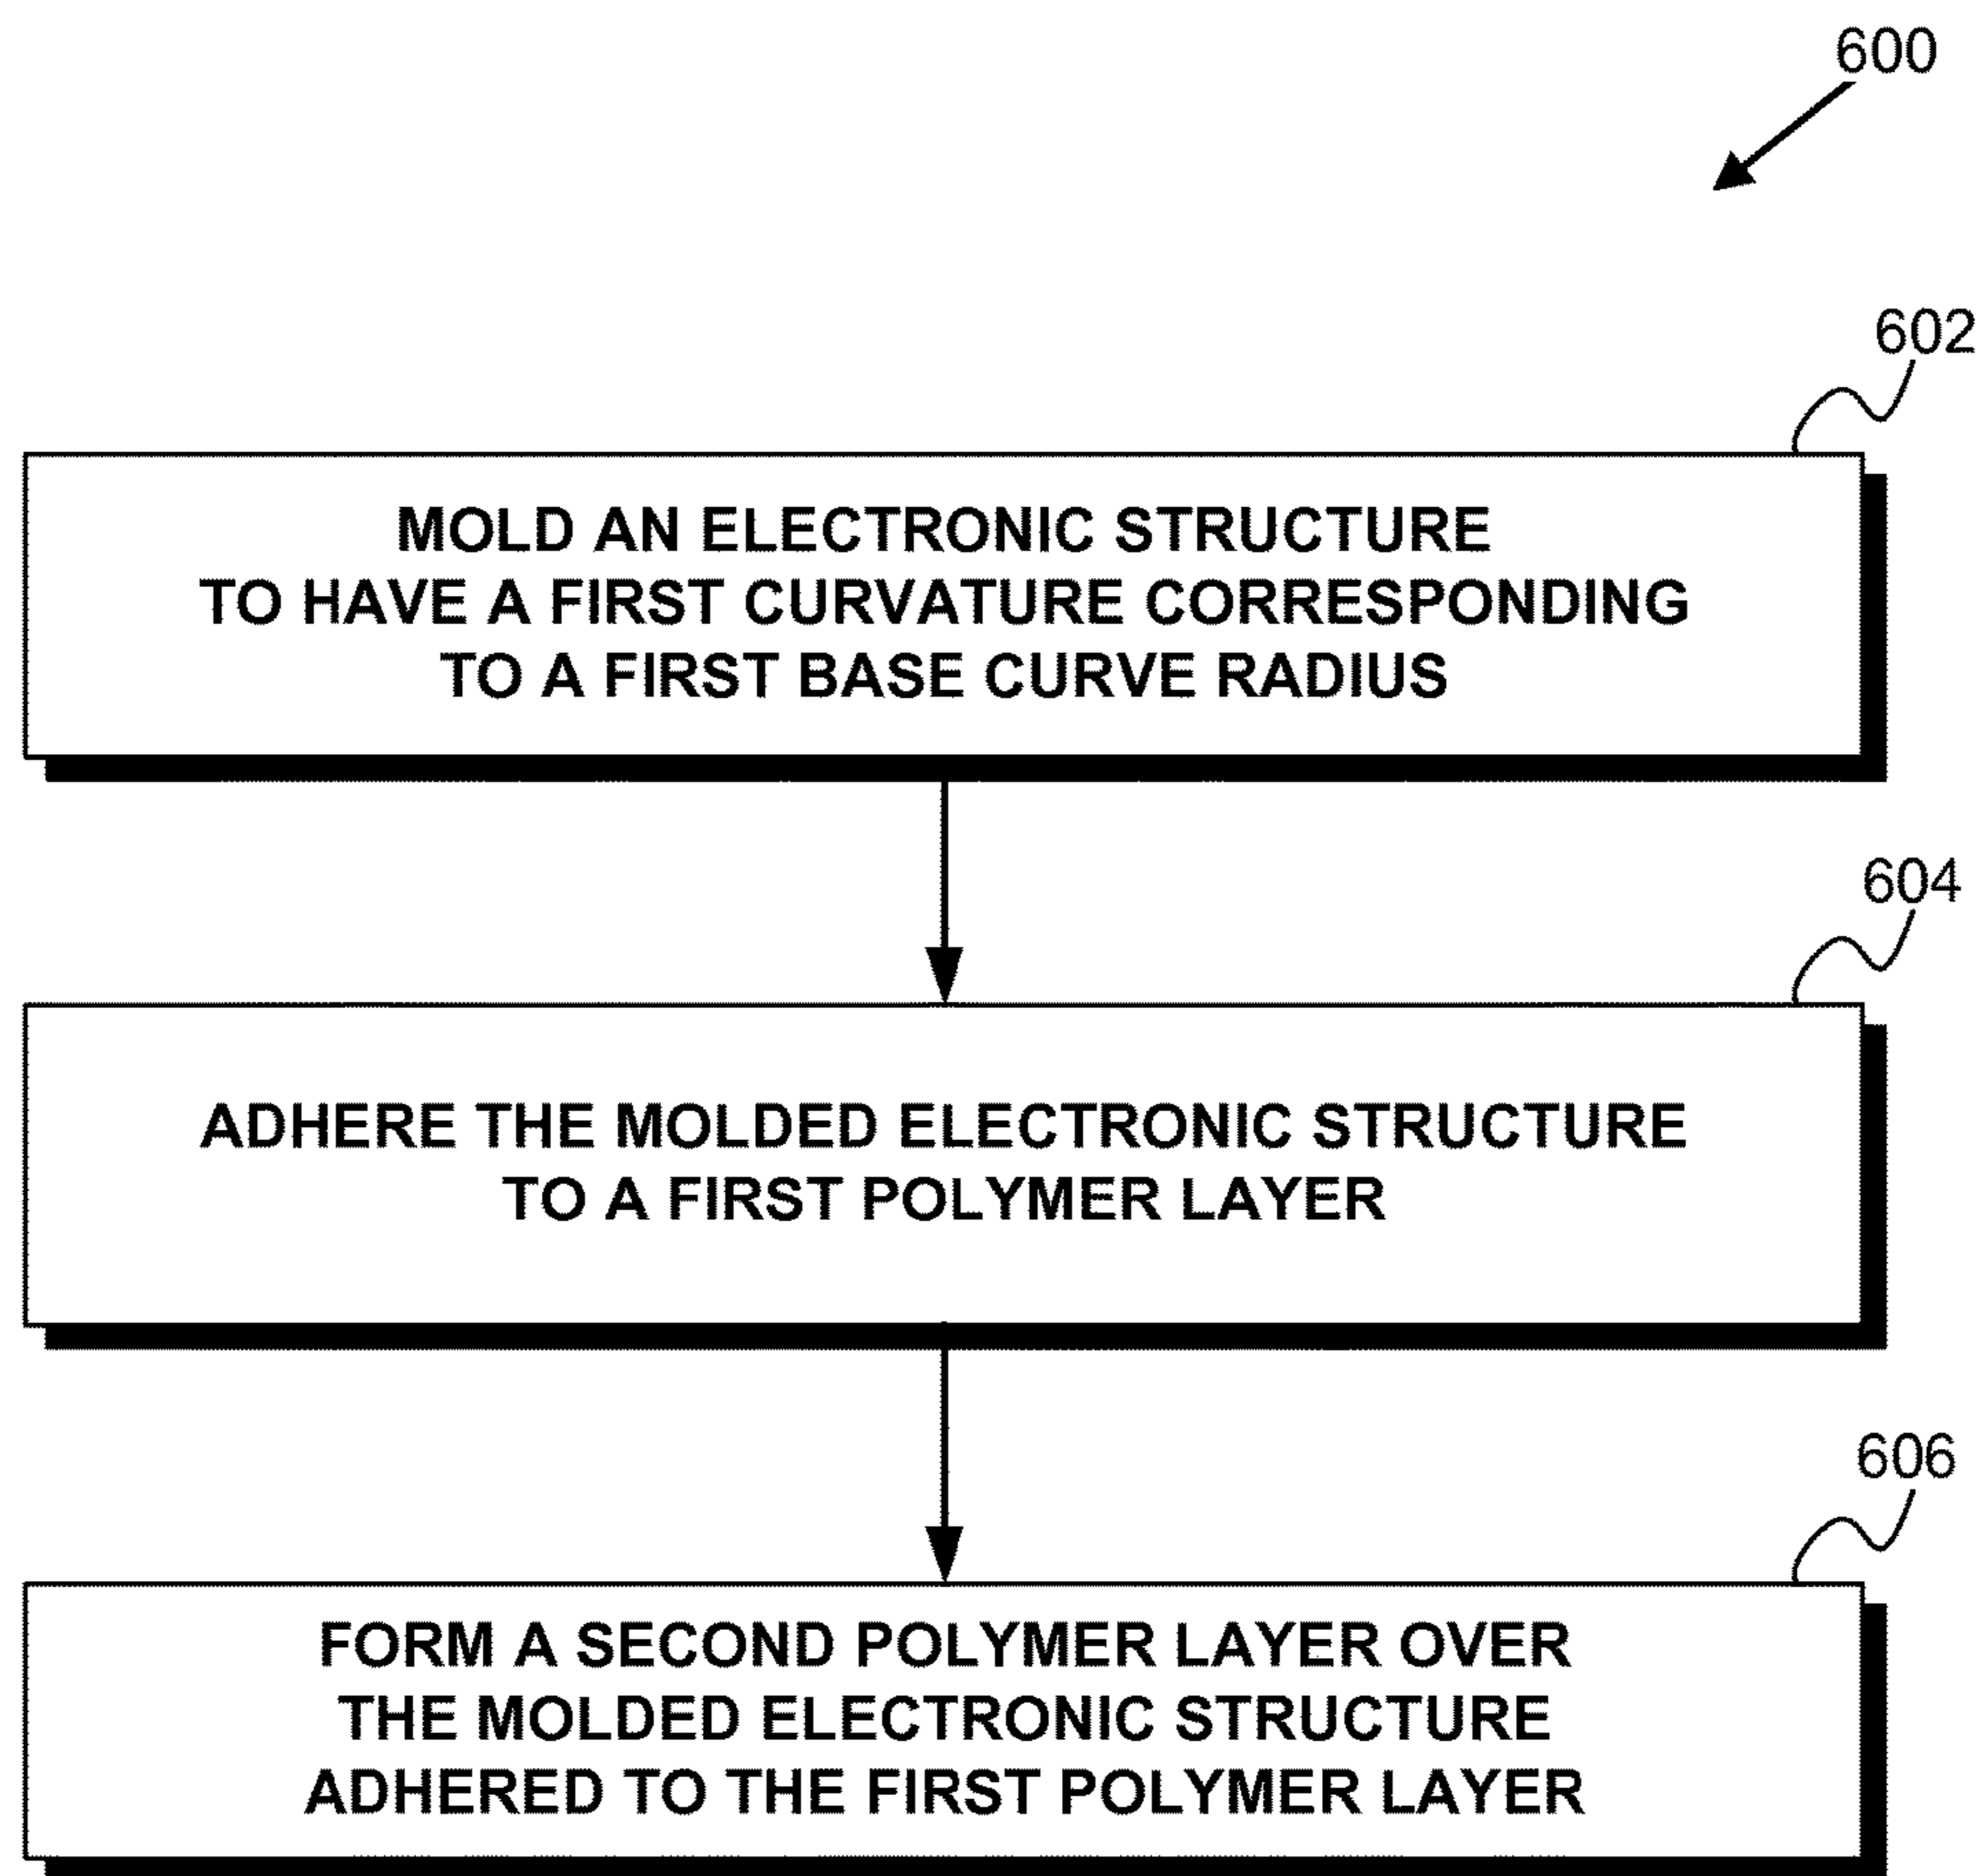 600
602
MOLD AN ELECTRONIC STRUCTURE
TO HAVE A FIRST CURVATURE CORRESPONDING
TO A FIRST BASE CURVE RADIUS
604
ADHERE THE MOLDED ELECTRONIC STRUCTURE
TO A FIRST POLYMER LAYER
606
FORM A SECOND POLYMER LAYER OVER
THE MOLDED ELECTRONIC STRUCTURE
ADHERED TO THE FIRST POLYMER LAYER